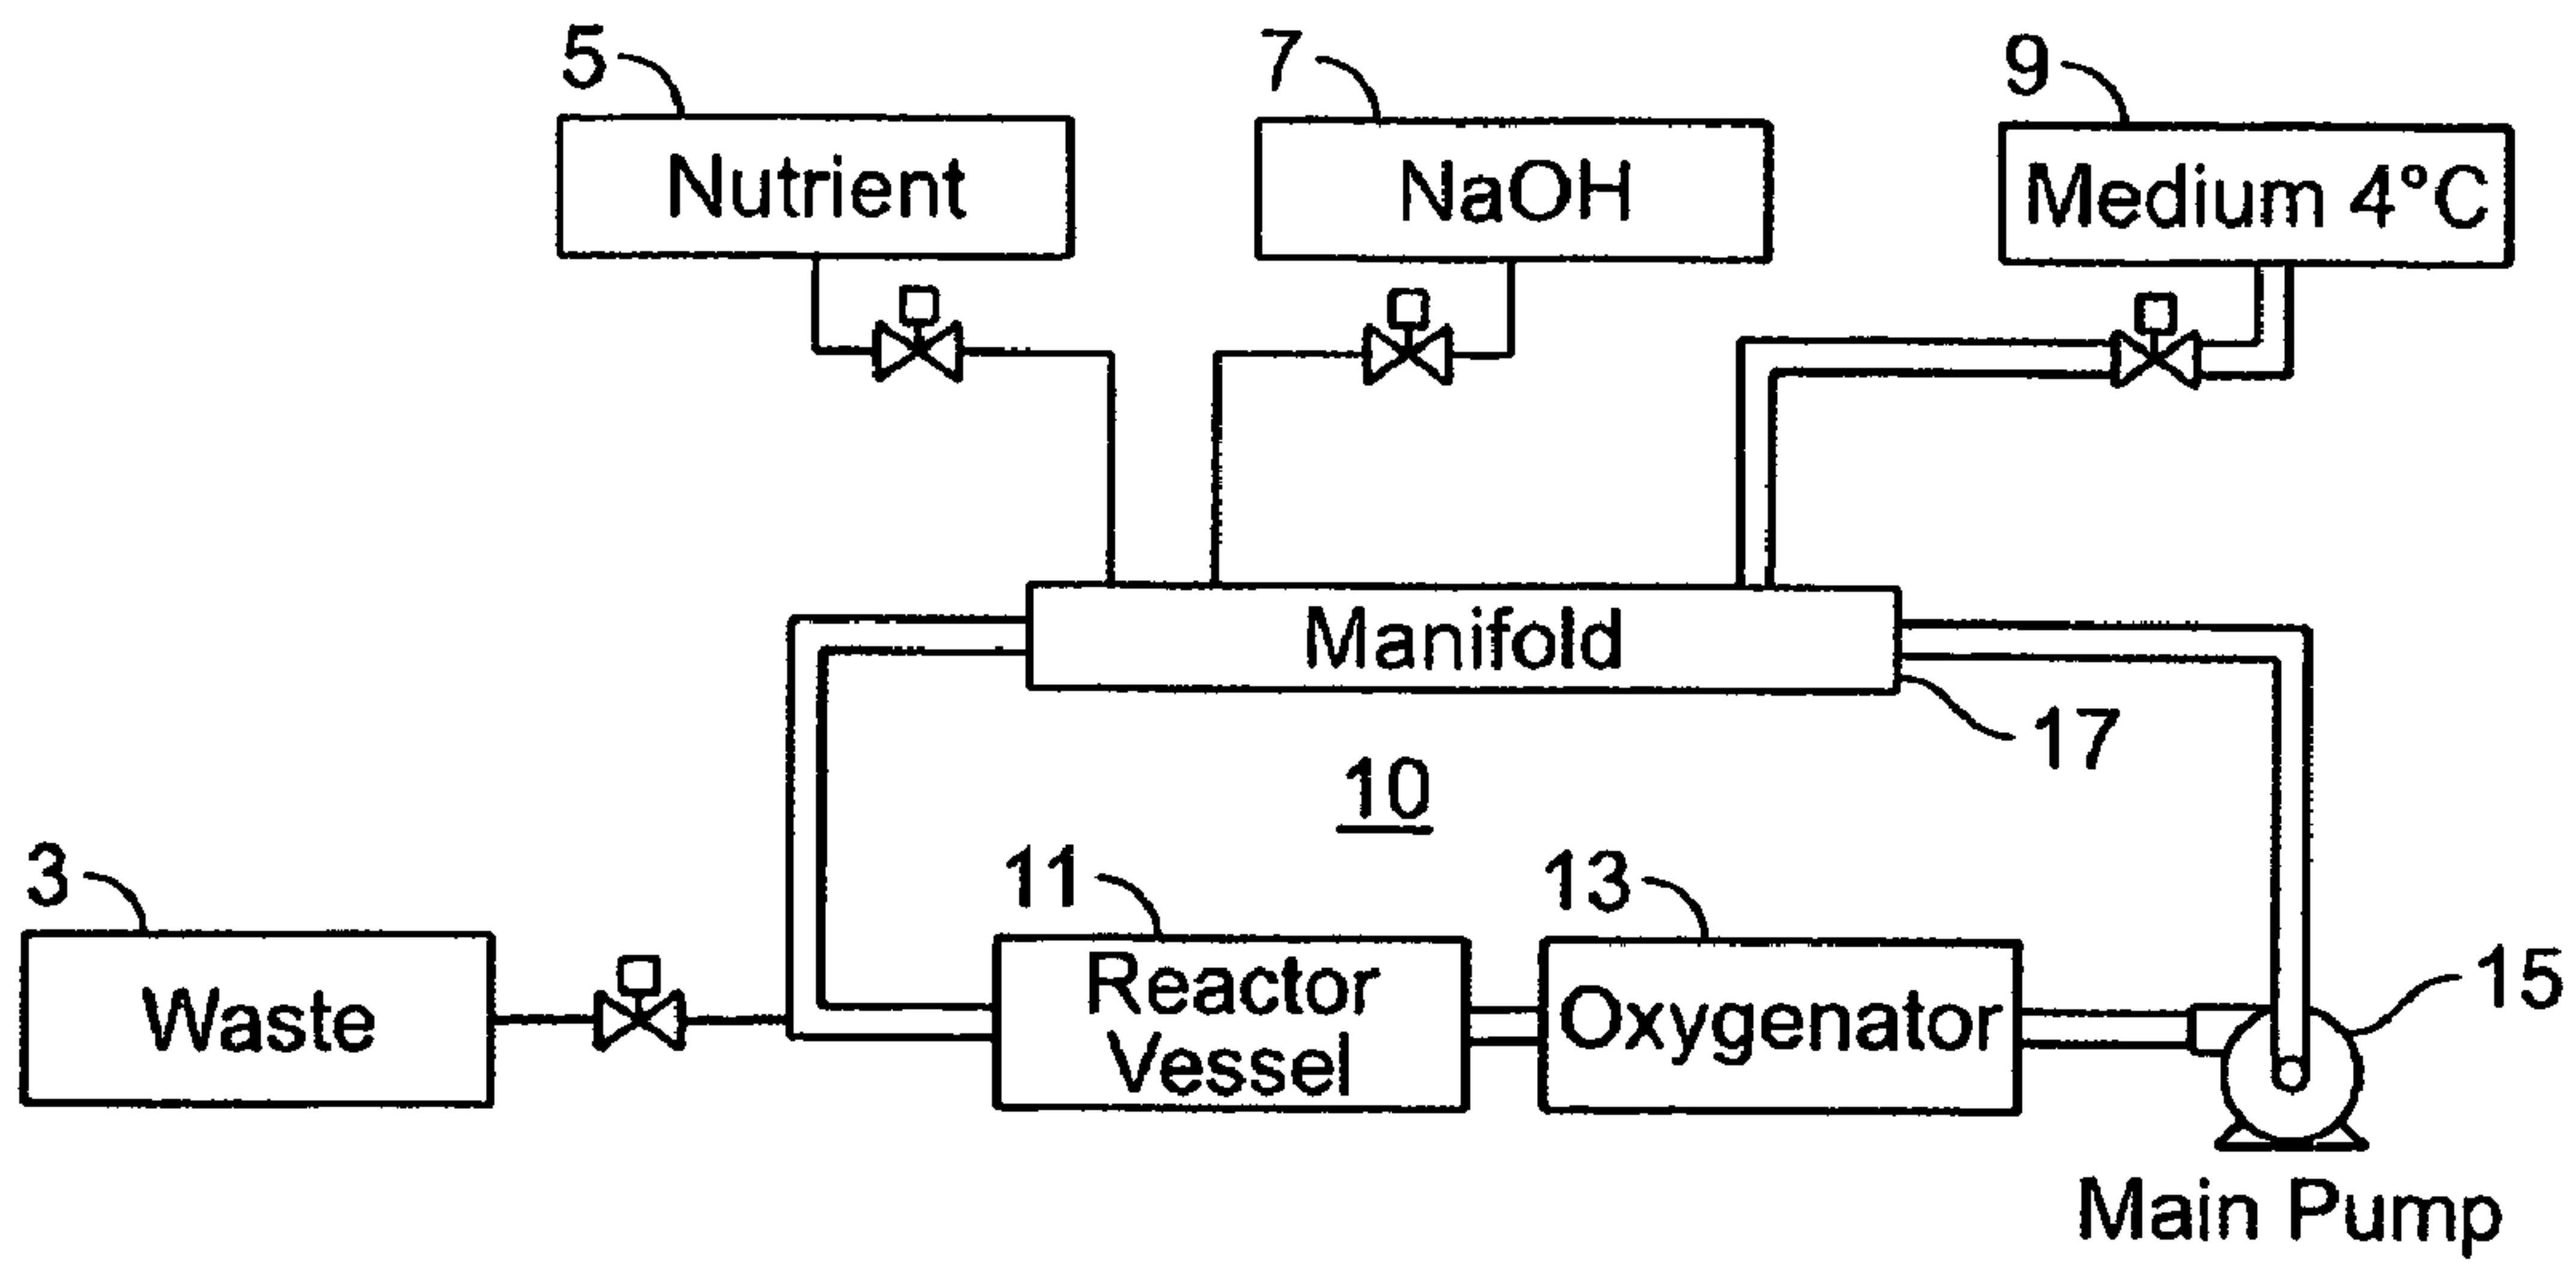 5
7
9
Nutrient
NaOH
Medium 4°C
Manifold
17
10
3
11
13
15
Waste
Reactor
Vessel
Oxygenator
Main Pump